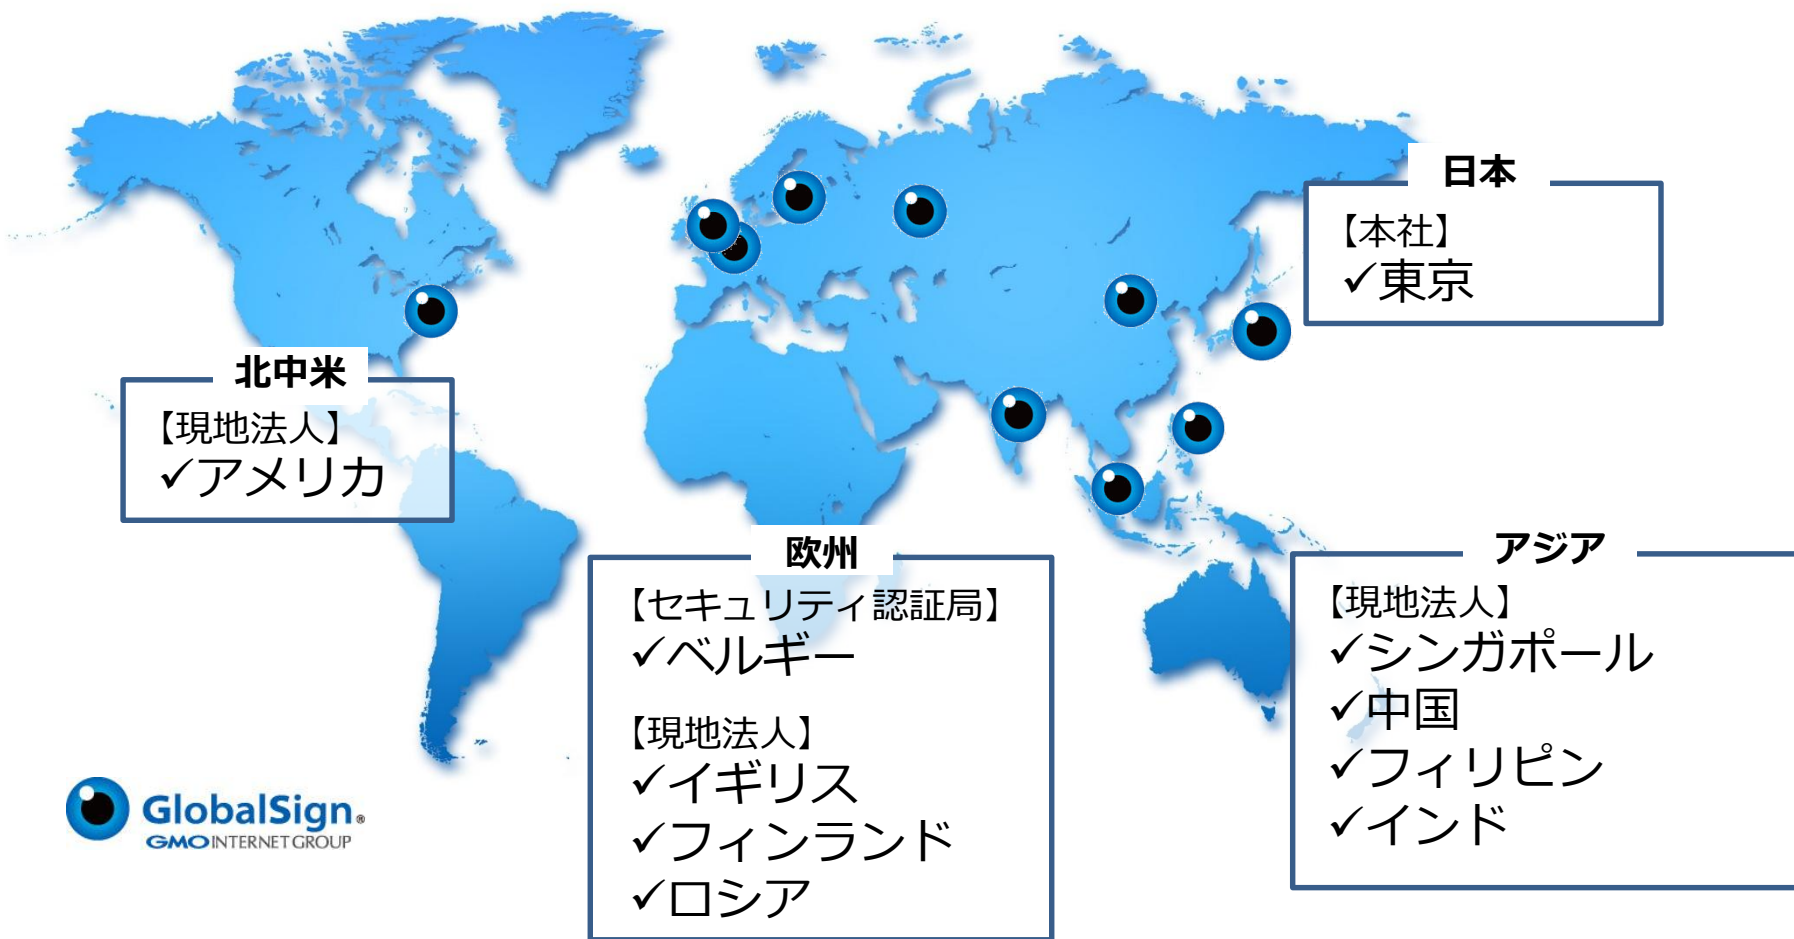 日本
【本社】
✓東京
北中米
【現地法人】
✓アメリカ
欧州
【セキュリティ認証局】
✓ベルギー
【現地法人】
✓イギリス
✓フィンランド
✓ロシア
アジア
【現地法人】
✓シンガポール
✓中国
✓フィリピン
✓インド
GlobalSign®
GMO INTERNET GROUP